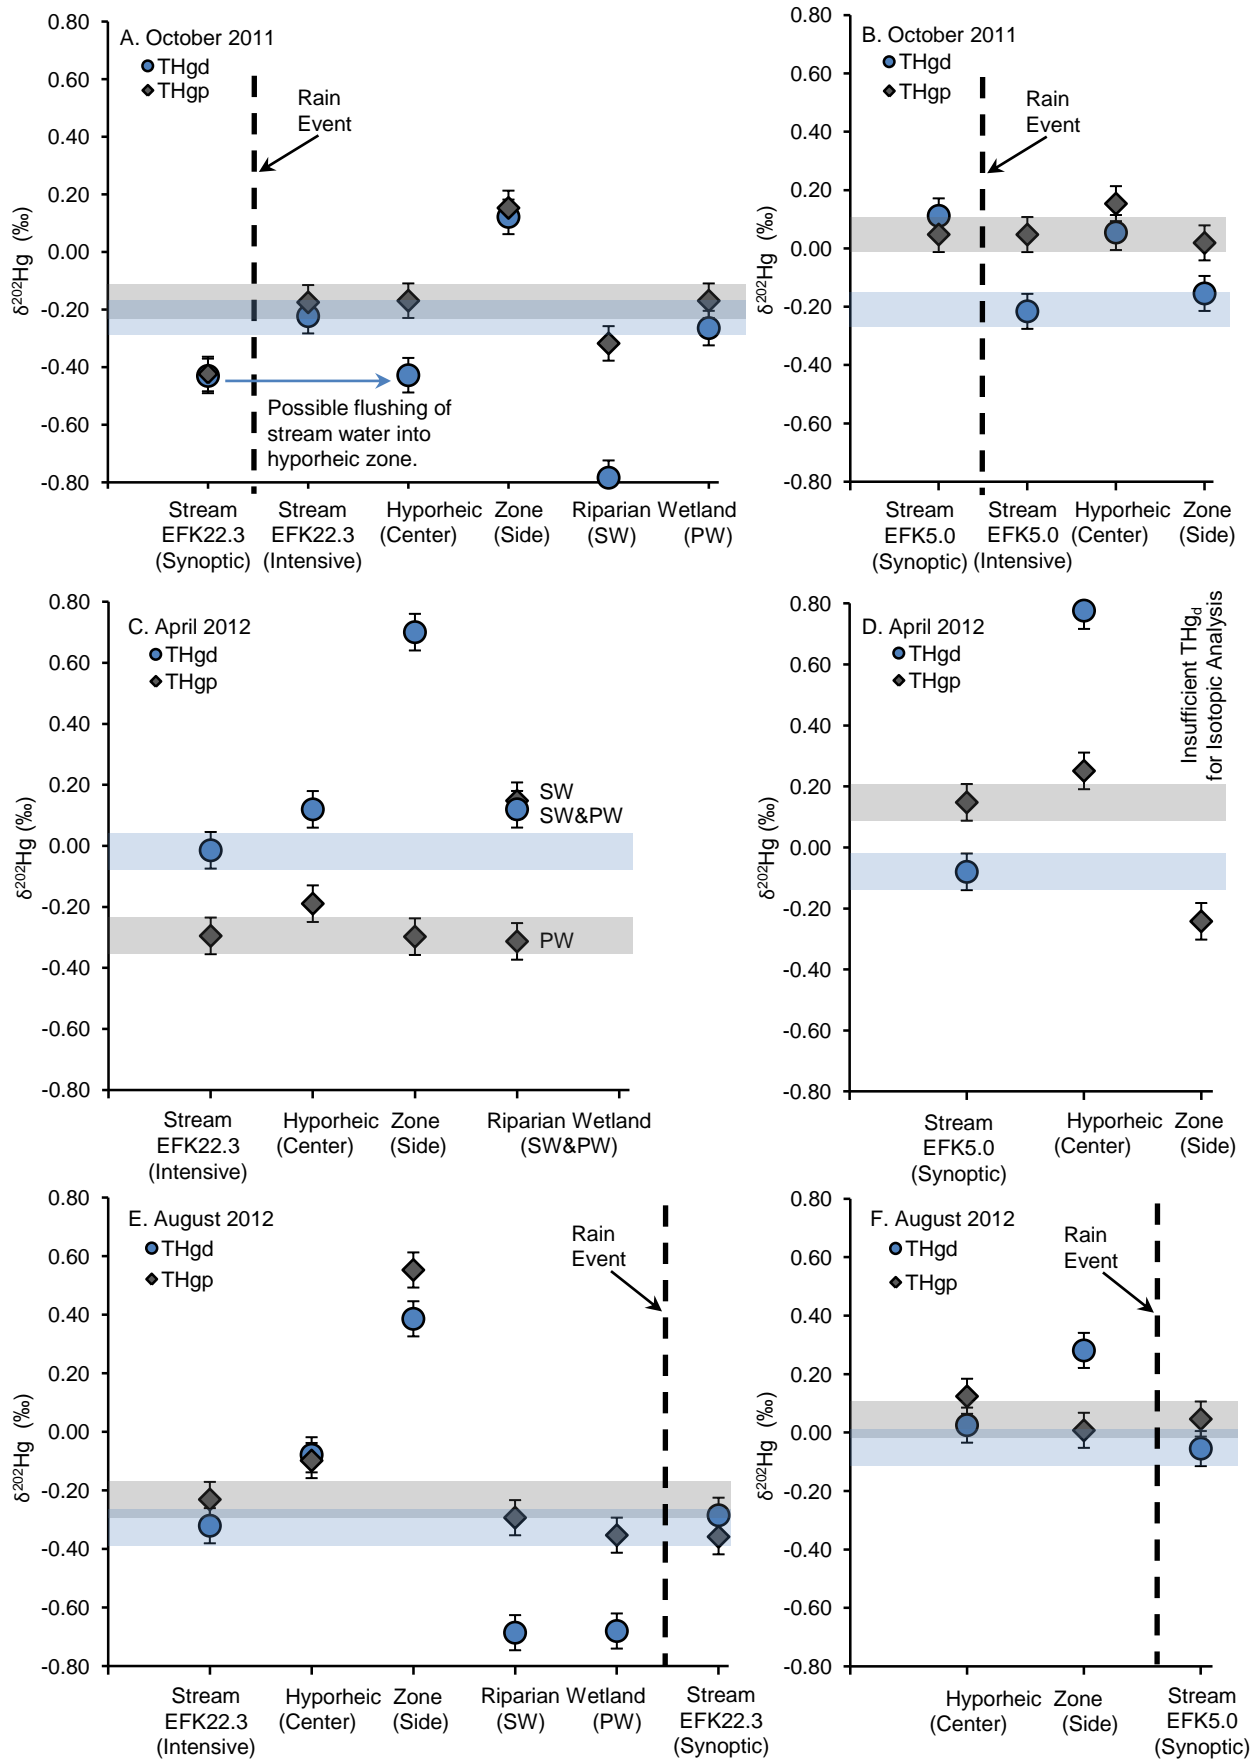 A. October 2011
THgd
THgp
Rain
Event
Possible flushing of
stream water into
hyporheic zone.
δ²⁰²Hg (‰)
0.80
0.60
0.40
0.20
0.00
-0.20
-0.40
-0.60
-0.80
Stream
EFK22.3
(Synoptic)
Stream
EFK22.3
(Intensive)
Hyporheic Zone
(Center) (Side)
Riparian Wetland
(SW) (PW)
B. October 2011
THgd
THgp
Rain
Event
δ²⁰²Hg (‰)
0.80
0.60
0.40
0.20
0.00
-0.20
-0.40
-0.60
-0.80
Stream
EFK5.0
(Synoptic)
Stream
EFK5.0
(Intensive)
Hyporheic Zone
(Center) (Side)
C. April 2012
THgd
THgp
SW
SW&PW
PW
δ²⁰²Hg (‰)
0.80
0.60
0.40
0.20
0.00
-0.20
-0.40
-0.60
-0.80
Stream
EFK22.3
(Intensive)
Hyporheic Zone
(Center) (Side)
Riparian Wetland
(SW&PW)
D. April 2012
THgd
THgp
Insufficient THgd
for Isotopic Analysis
δ²⁰²Hg (‰)
0.80
0.60
0.40
0.20
0.00
-0.20
-0.40
-0.60
-0.80
Stream
EFK5.0
(Synoptic)
Hyporheic Zone
(Center) (Side)
E. August 2012
THgd
THgp
Rain
Event
δ²⁰²Hg (‰)
0.80
0.60
0.40
0.20
0.00
-0.20
-0.40
-0.60
-0.80
Stream
EFK22.3
(Intensive)
Hyporheic Zone
(Center) (Side)
Riparian Wetland
(SW) (PW)
Stream
EFK22.3
(Synoptic)
F. August 2012
THgd
THgp
Rain
Event
δ²⁰²Hg (‰)
0.80
0.60
0.40
0.20
0.00
-0.20
-0.40
-0.60
-0.80
Hyporheic Zone
(Center) (Side)
Stream
EFK5.0
(Synoptic)